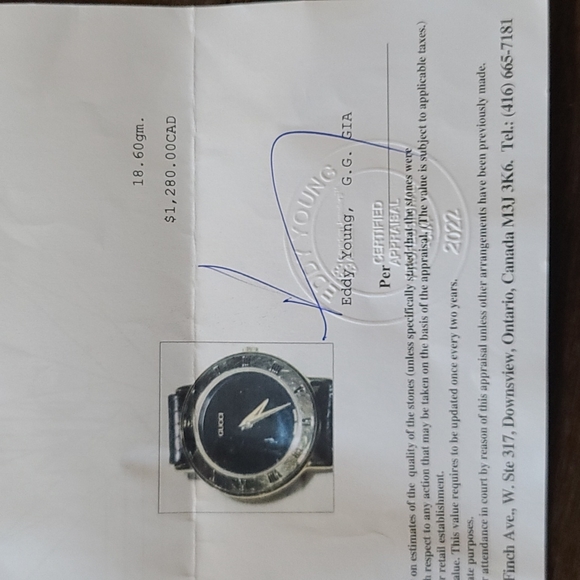 18.60gm.
$1,280.00CAD
GUCCI
Eddy Young, G.G. GIA
YOUNG
CERTIFIED
APPRAISAL
2022
Per
on estimates of the quality of the stones (unless specifically stated that the stones were
h respect to any action that may be taken on the basis of the appraisal. (The value is subject to applicable taxes.)
r retail establishment.
alue. This value requires to be updated once every two years.
te purposes.
attendance in court by reason of this appraisal unless other arrangements have been previously made.
Finch Ave., W. Ste 317, Downsview, Ontario, Canada M3J 3K6. Tel.: (416) 665-7181